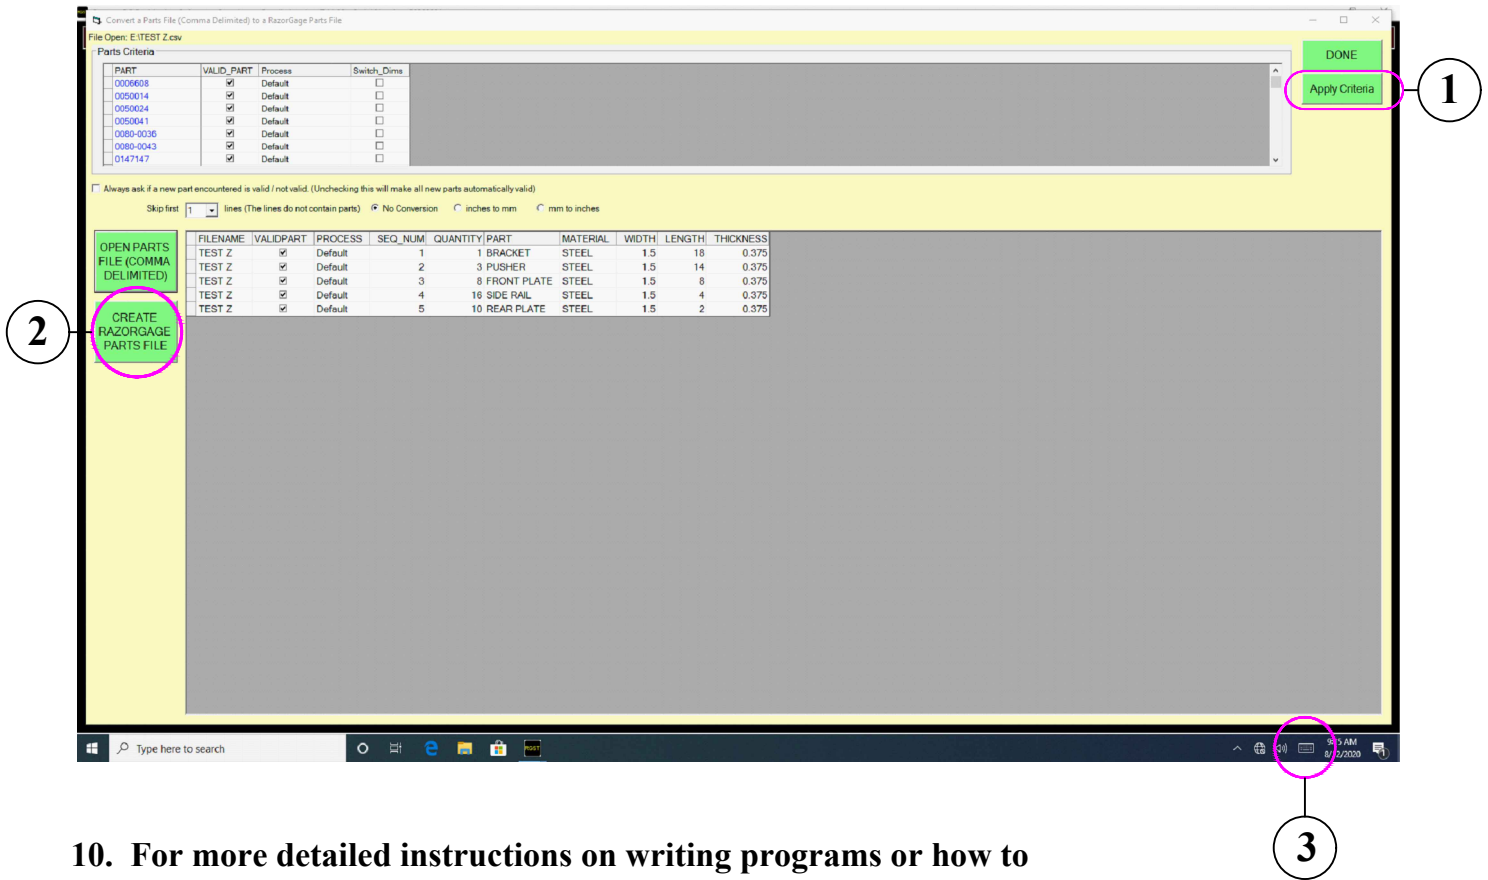 Convert a Parts File (Comma Delimited) to a RazorGage Parts File
File Open: E:\TEST Z.csv
Parts Criteria
DONE
Apply Criteria
1
PART VALID_PART Process Switch_Dims
0006608 Default
0050014 Default
0050024 Default
0050041 Default
0080-0036 Default
0080-0043 Default
0147147 Default
Always ask if a new part encountered is valid / not valid. (Unchecking this will make all new parts automatically valid)
Skip first 1 lines (The lines do not contain parts) No Conversion inches to mm mm to inches
OPEN PARTS
FILE (COMMA
DELIMITED)
CREATE
RAZORGAGE
PARTS FILE
2
FILENAME VALIDPART PROCESS SEQ_NUM QUANTITY PART MATERIAL WIDTH LENGTH THICKNESS
TEST Z Default 1 1 BRACKET STEEL 1.5 18 0.375
TEST Z Default 2 3 PUSHER STEEL 1.5 14 0.375
TEST Z Default 3 8 FRONT PLATE STEEL 1.5 8 0.375
TEST Z Default 4 16 SIDE RAIL STEEL 1.5 4 0.375
TEST Z Default 5 10 REAR PLATE STEEL 1.5 2 0.375
Type here to search
RGST
AM
/2020
1
3
10. For more detailed instructions on writing programs or how to